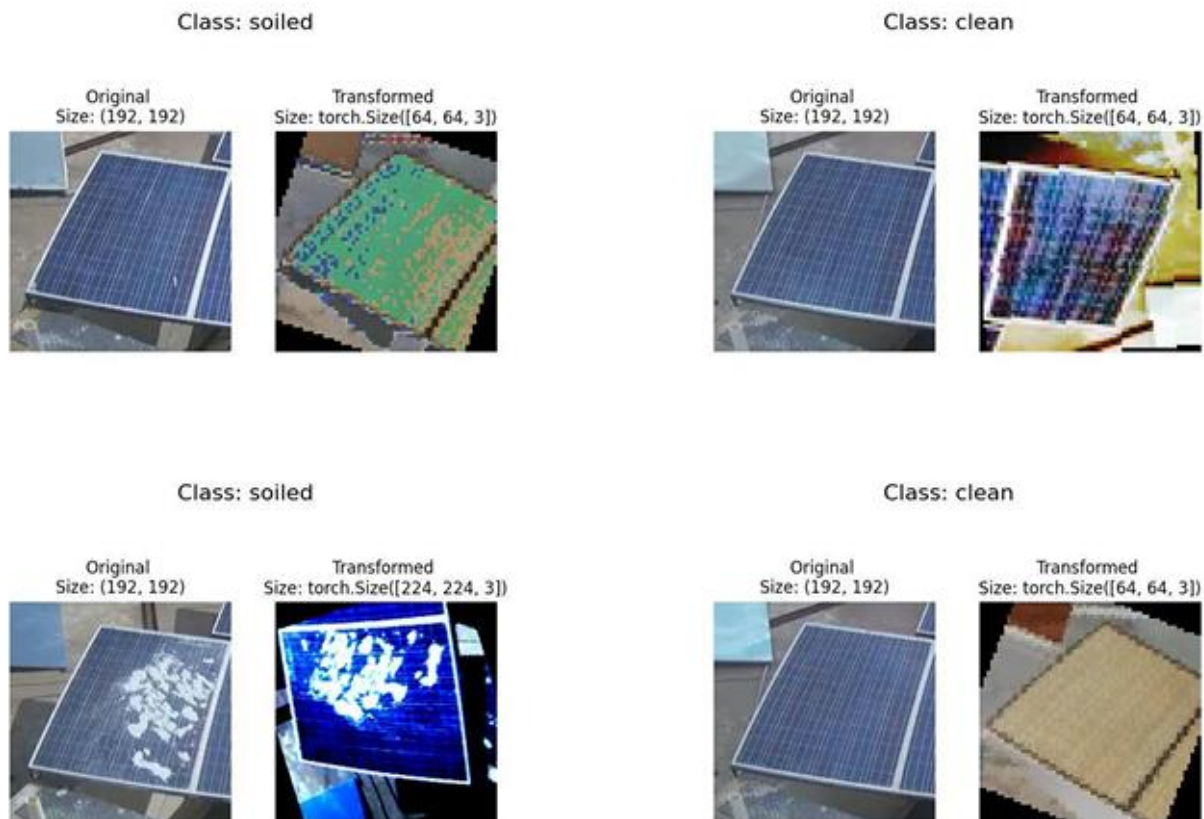 Class: soiled
Original
Size: (192, 192)
Transformed
Size: torch.Size([64, 64, 3])
Class: clean
Original
Size: (192, 192)
Transformed
Size: torch.Size([64, 64, 3])
Class: soiled
Original
Size: (192, 192)
Transformed
Size: torch.Size([224, 224, 3])
Class: clean
Original
Size: (192, 192)
Transformed
Size: torch.Size([64, 64, 3])